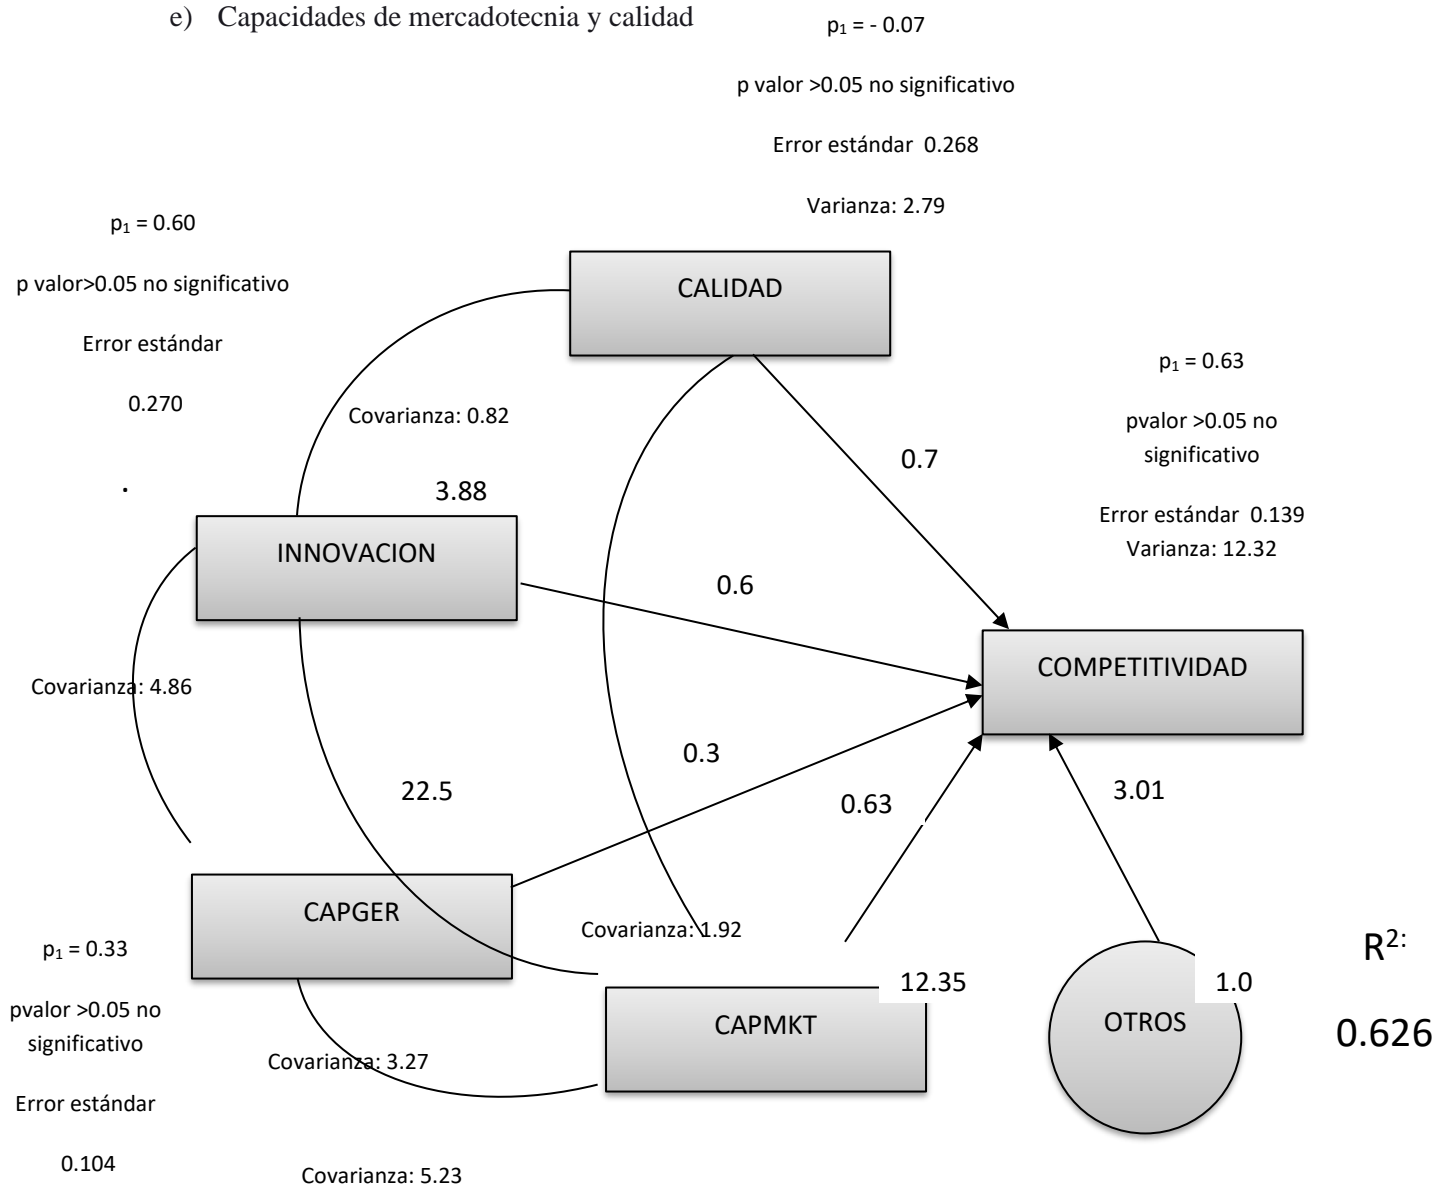 e) Capacidades de mercadotecnia y calidad
p₁ = - 0.07
p valor >0.05 no significativo
Error estándar 0.268
Varianza: 2.79
p₁ = 0.60
p valor>0.05 no significativo
Error estándar
0.270
.
CALIDAD
p₁ = 0.63
pvalor >0.05 no
significativo
Error estándar 0.139
Varianza: 12.32
Covarianza: 0.82
0.7
3.88
INNOVACION
0.6
COMPETITIVIDAD
Covarianza: 4.86
0.3
22.5
0.63
3.01
CAPGER
Covarianza: 1.92
p₁ = 0.33
pvalor >0.05 no
significativo
Error estándar
0.104
12.35
CAPMKT
1.0
OTROS
R²:
0.626
Covarianza: 3.27
Covarianza: 5.23